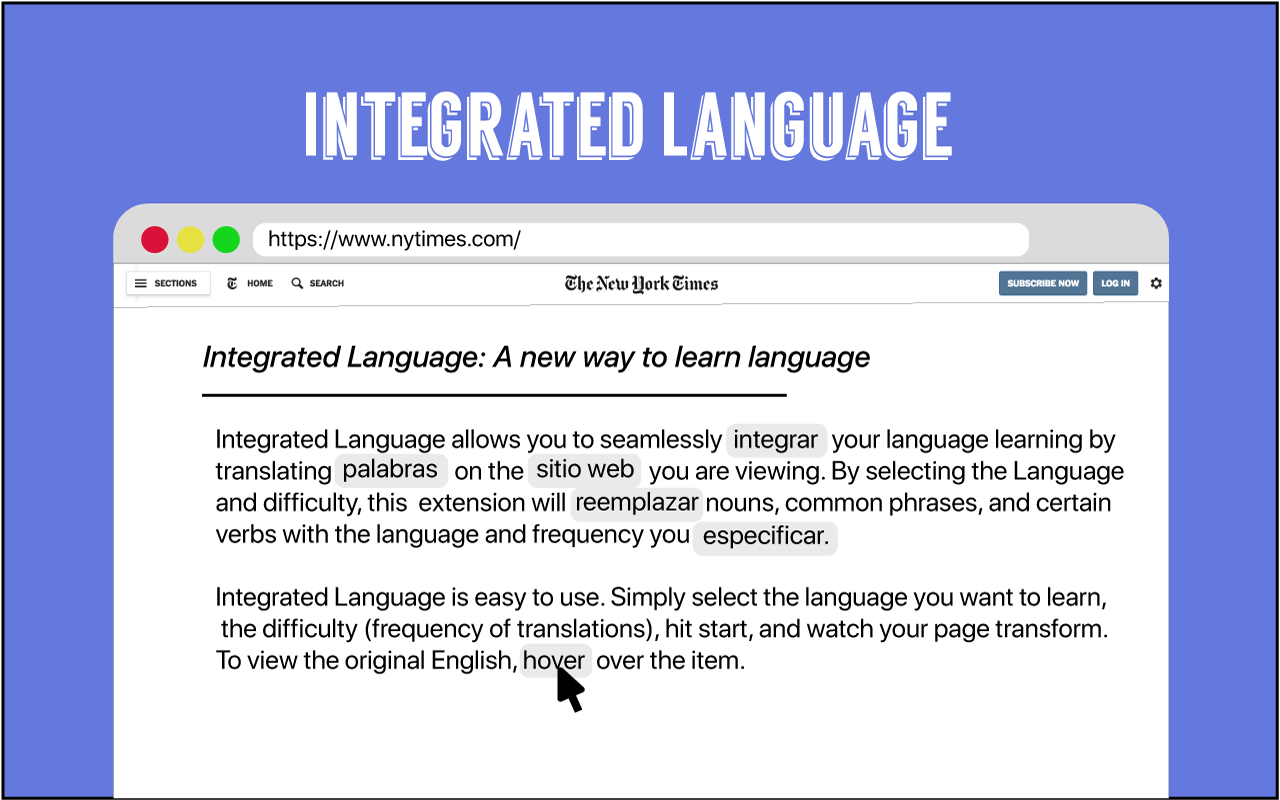 INTEGRATED LANGUAGE
https://www.nytimes.com/
SECTIONS HOME SEARCH The New York Times SUBSCRIBE NOW LOG IN
Integrated Language: A new way to learn language
Integrated Language allows you to seamlessly integrar your language learning by
translating palabras on the sitio web you are viewing. By selecting the Language
and difficulty, this extension will reemplazar nouns, common phrases, and certain
verbs with the language and frequency you especificar.
Integrated Language is easy to use. Simply select the language you want to learn,
the difficulty (frequency of translations), hit start, and watch your page transform.
To view the original English, hover over the item.